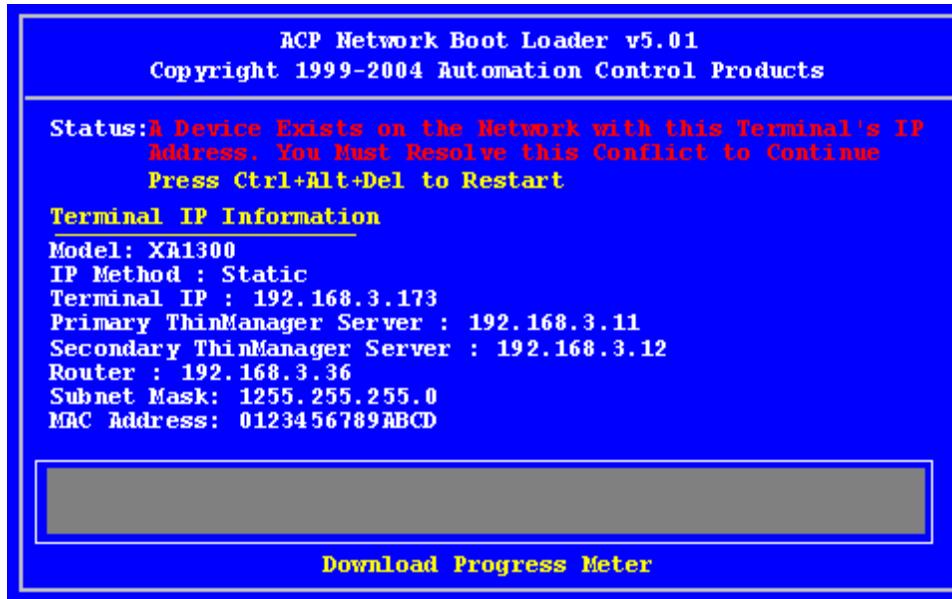 ACP Network Boot Loader v5.01
Copyright 1999-2004 Automation Control Products
Status:A Device Exists on the Network with this Terminal's IP
Address. You Must Resolve this Conflict to Continue
Press Ctrl+Alt+Del to Restart
Terminal IP Information
Model: XA1300
IP Method : Static
Terminal IP : 192.168.3.173
Primary ThinManager Server : 192.168.3.11
Secondary ThinManager Server : 192.168.3.12
Router : 192.168.3.36
Subnet Mask: 1255.255.255.0
MAC Address: 0123456789ABCD
Download Progress Meter